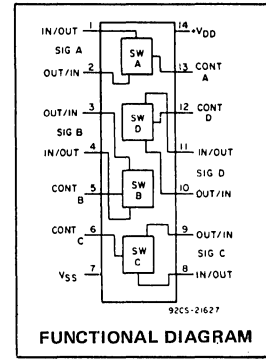 IN/OUT 1 14 +VDD
SIG A
OUT/IN 2 SW A 13 CONT A
OUT/IN 3 12 CONT D
SIG B SW D
IN/OUT 4 11 IN/OUT
SIG D
CONT B 5 SW B 10 OUT/IN
CONT C 6 9 OUT/IN
SW C SIG C
VSS 7 8 IN/OUT
92CS-21627
FUNCTIONAL DIAGRAM